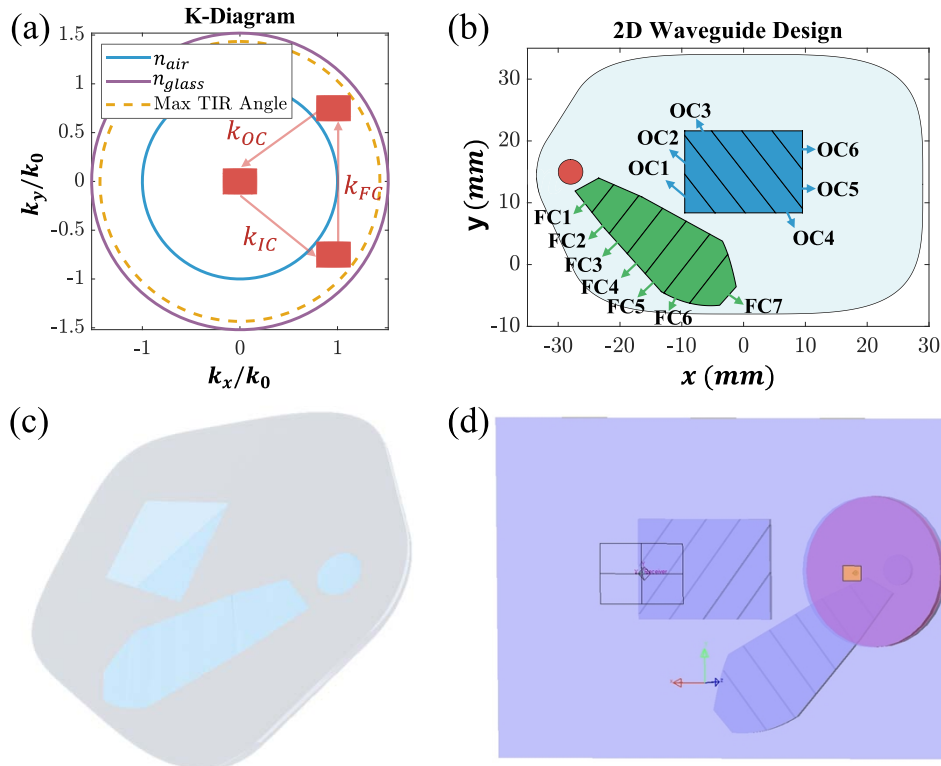 (a)
K-Diagram
1.5
1
0.5
0
-0.5
-1
-1.5
k_y/k_0
n_air
n_glass
Max TIR Angle
k_OC
k_FC
k_IC
-1
0
1
k_x/k_0
(b)
2D Waveguide Design
30
20
10
0
-10
y (mm)
OC3
OC2
OC1
OC6
OC5
OC4
FC1
FC2
FC3
FC4
FC5
FC6
FC7
-30
-20
-10
0
10
20
30
x (mm)
(c)
(d)